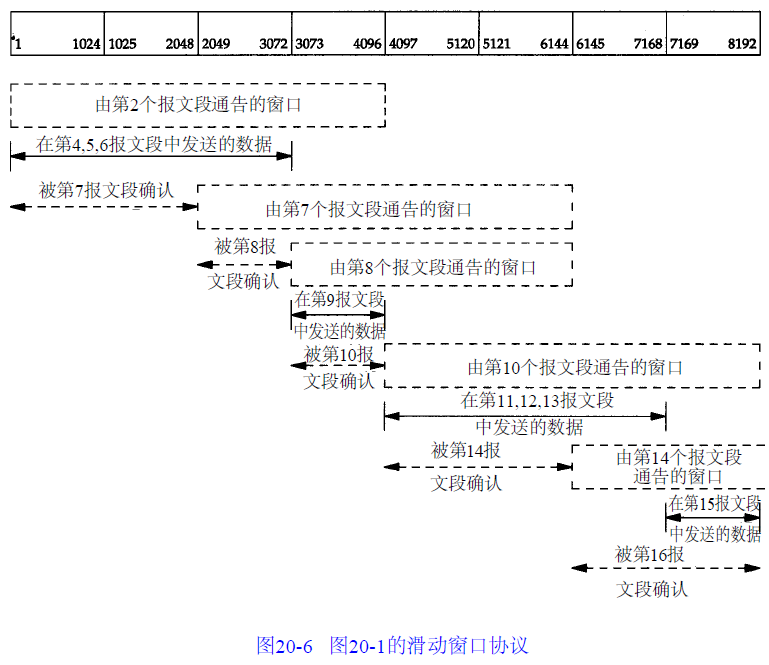 1 1024 1025 2048 2049 3072 3073 4096 4097 5120 5121 6144 6145 7168 7169 8192
由第2个报文段通告的窗口
在第4,5,6报文段中发送的数据
被第7报文段确认
由第7个报文段通告的窗口
被第8报
文段确认
由第8个报文段通告的窗口
在第9报文段
中发送的数据
被第10报
文段确认
由第10个报文段通告的窗口
在第11,12,13报文段
中发送的数据
被第14报
文段确认
由第14个报文段
通告的窗口
在第15报文段
中发送的数据
被第16报
文段确认
图20-6 图20-1的滑动窗口协议